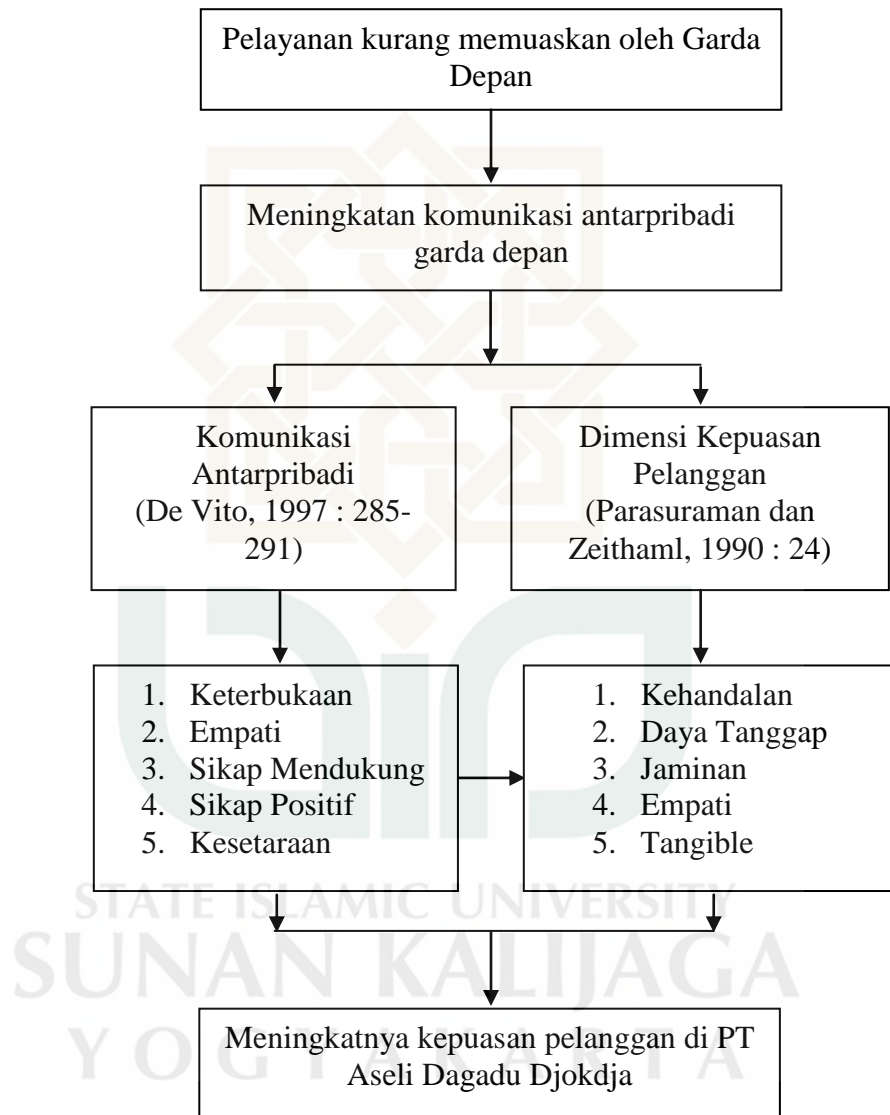 Pelayanan kurang memuaskan oleh Garda
Depan
Meningkatan komunikasi antarpribadi
garda depan
Komunikasi
Antarpribadi
(De Vito, 1997 : 285-
291)
Dimensi Kepuasan
Pelanggan
(Parasuraman dan
Zeithaml, 1990 : 24)
1. Keterbukaan
2. Empati
3. Sikap Mendukung
4. Sikap Positif
5. Kesetaraan
1. Kehandalan
2. Daya Tanggap
3. Jaminan
4. Empati
5. Tangible
STATE ISLAMIC UNIVERSITY
SUNAN KALIJAGA
YOGYAKARTA
Meningkatnya kepuasan pelanggan di PT
Aseli Dagadu Djokdja